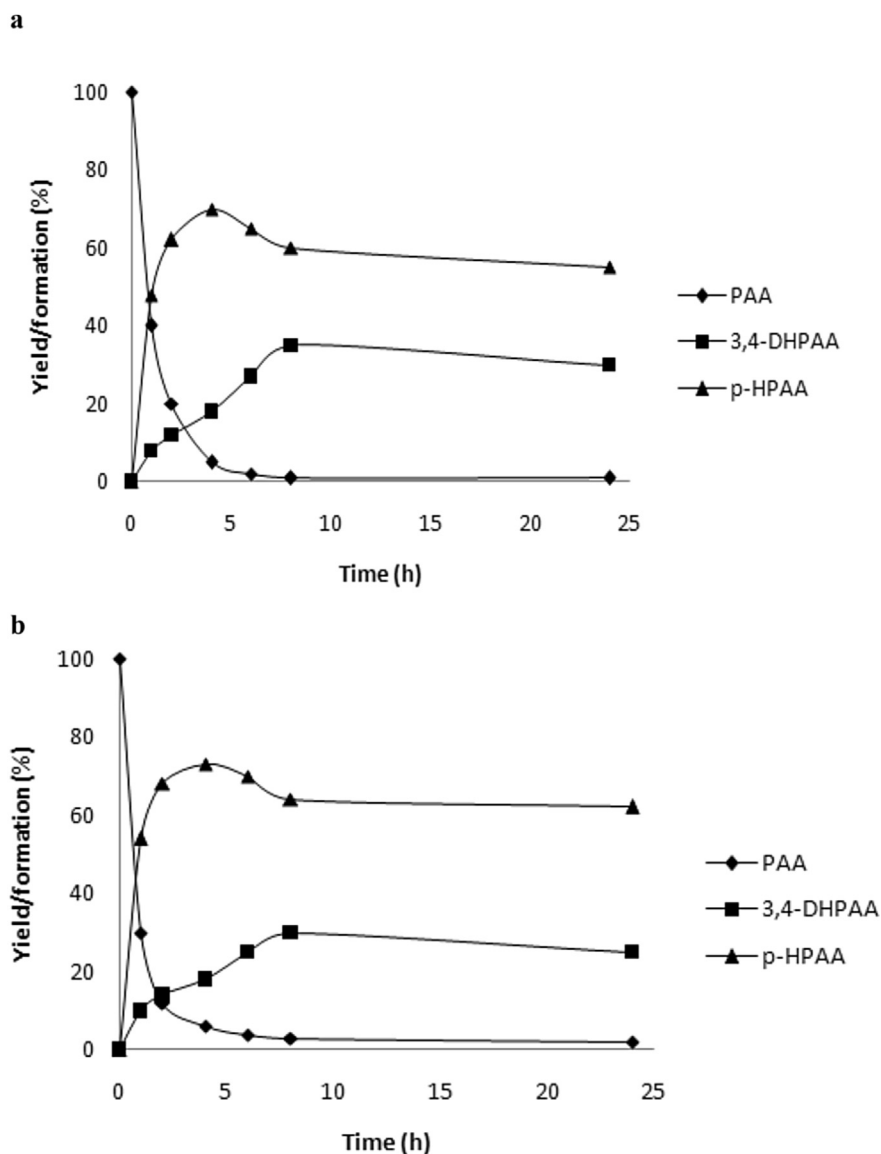 a
Yield/formation (%)
100
80
60
40
20
0
0 5 10 15 20 25
Time (h)
PAA
3,4-DHPAA
p-HPAA
b
Yield/formation (%)
100
80
60
40
20
0
0 5 10 15 20 25
Time (h)
PAA
3,4-DHPAA
p-HPAA